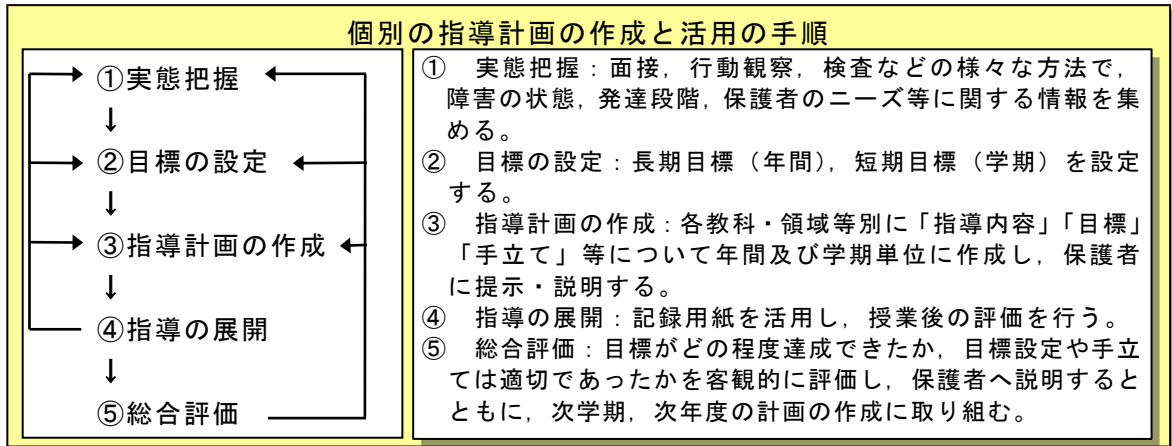 個別の指導計画の作成と活用の手順
①実態把握
↓
②目標の設定
↓
③指導計画の作成
↓
④指導の展開
↓
⑤総合評価
①　実態把握：面接，行動観察，検査などの様々な方法で，
障害の状態，発達段階，保護者のニーズ等に関する情報を集
める。
②　目標の設定：長期目標（年間），短期目標（学期）を設定
する。
③　指導計画の作成：各教科・領域等別に「指導内容」「目標」
「手立て」等について年間及び学期単位に作成し，保護者
に提示・説明する。
④　指導の展開：記録用紙を活用し，授業後の評価を行う。
⑤　総合評価：目標がどの程度達成できたか，目標設定や手立
ては適切であったかを客観的に評価し，保護者へ説明すると
ともに，次学期，次年度の計画の作成に取り組む。